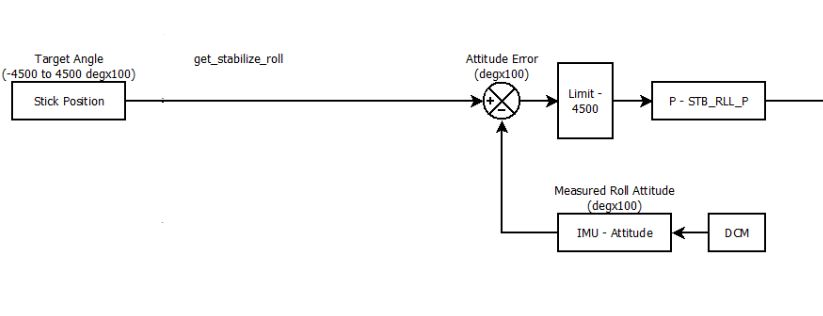 Target Angle
(-4500 to 4500 degx100)
Stick Position
get_stabilize_roll
Attitude Error
(degx100)
+
−
Limit -
4500
P - STB_RLL_P
Measured Roll Attitude
(degx100)
IMU - Attitude
DCM